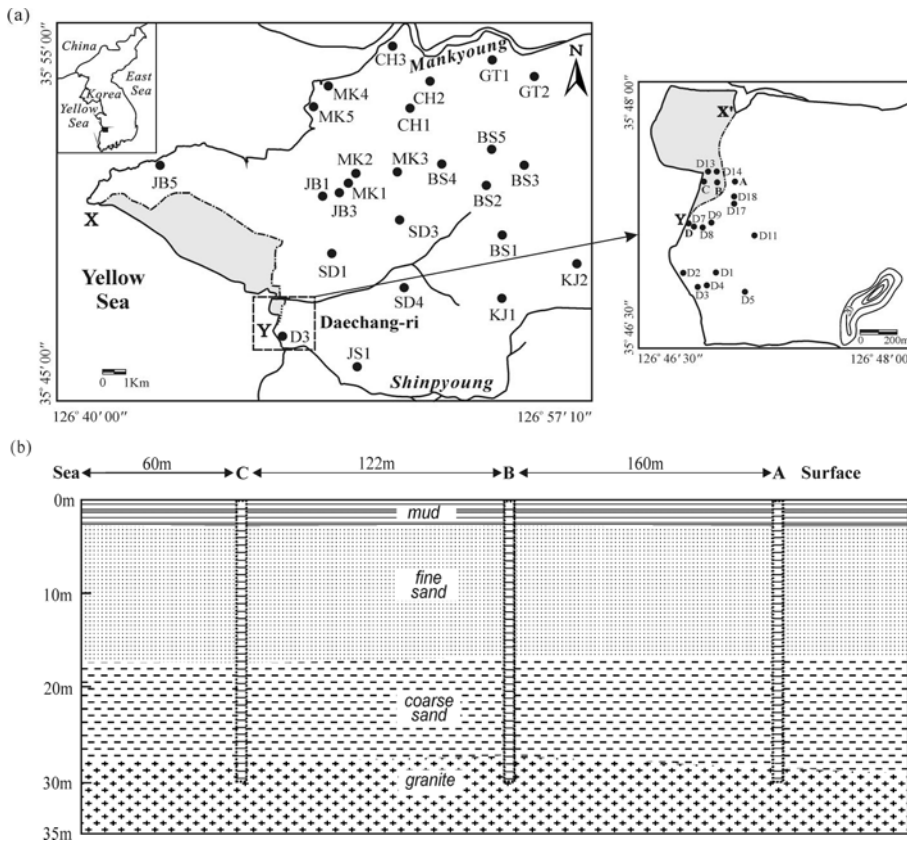 (a)
China
Korea
East
Sea
Yellow
Sea
35° 55′ 00″
CH3
Mankyoung
GT1
GT2
N
MK4
MK5
CH2
CH1
BS5
MK2
MK3
BS4
BS3
JB5
JB1
MK1
JB3
BS2
X
SD3
BS1
Yellow
Sea
SD1
KJ2
SD4
KJ1
Y
D3
Daechang-ri
JS1
Shinpyoung
0 1Km
35° 45′ 00″
126° 40′ 00″
126° 57′ 10″
35° 48′ 00″
X'
D13
D14
C
B
A
D18
D17
Y
D7
D9
D
D8
D11
D2
D1
D3
D4
D5
0 200m
35° 46′ 30″
126° 46′30″
126° 48′00″
(b)
Sea 60m C 122m B 160m A Surface
0m
mud
fine
sand
10m
20m
coarse
sand
granite
30m
35m